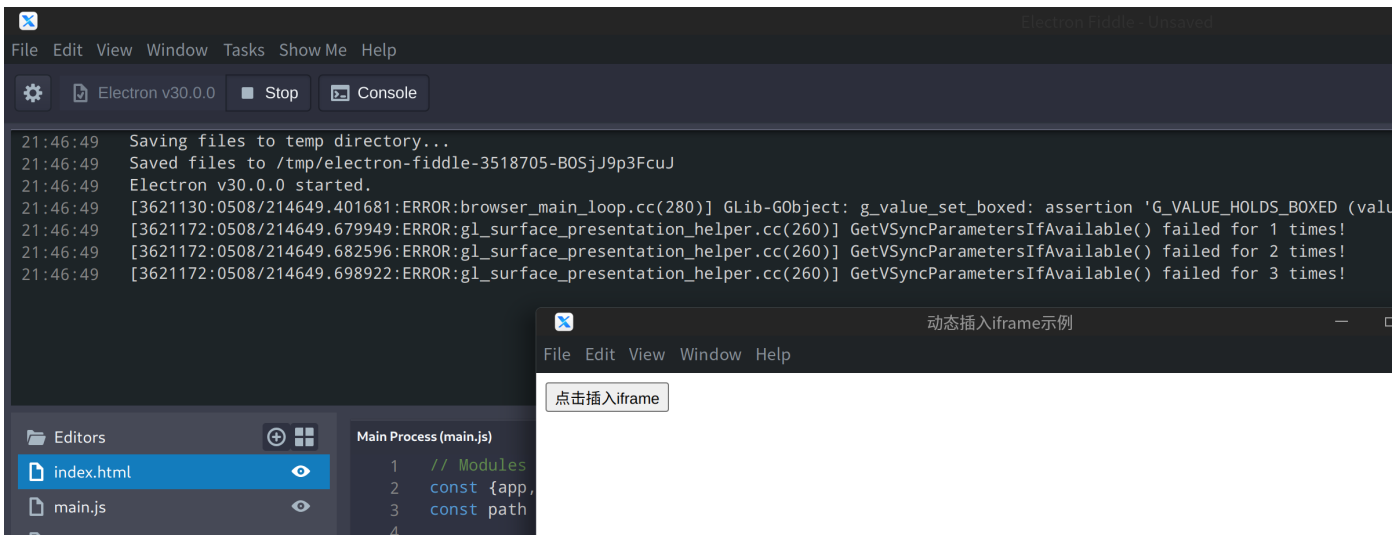 Electron Fiddle - Unsaved
File Edit View Window Tasks Show Me Help
Electron v30.0.0 Stop Console
21:46:49 Saving files to temp directory...
21:46:49 Saved files to /tmp/electron-fiddle-3518705-BOSjJ9p3FcuJ
21:46:49 Electron v30.0.0 started.
21:46:49 [3621130:0508/214649.401681:ERROR:browser_main_loop.cc(280)] GLib-GObject: g_value_set_boxed: assertion 'G_VALUE_HOLDS_BOXED (valu
21:46:49 [3621172:0508/214649.679949:ERROR:gl_surface_presentation_helper.cc(260)] GetVSyncParametersIfAvailable() failed for 1 times!
21:46:49 [3621172:0508/214649.682596:ERROR:gl_surface_presentation_helper.cc(260)] GetVSyncParametersIfAvailable() failed for 2 times!
21:46:49 [3621172:0508/214649.698922:ERROR:gl_surface_presentation_helper.cc(260)] GetVSyncParametersIfAvailable() failed for 3 times!
动态插入iframe示例
File Edit View Window Help
点击插入iframe
Editors
index.html
main.js
Main Process (main.js)
1 // Modules
2 const {app,
3 const path
4